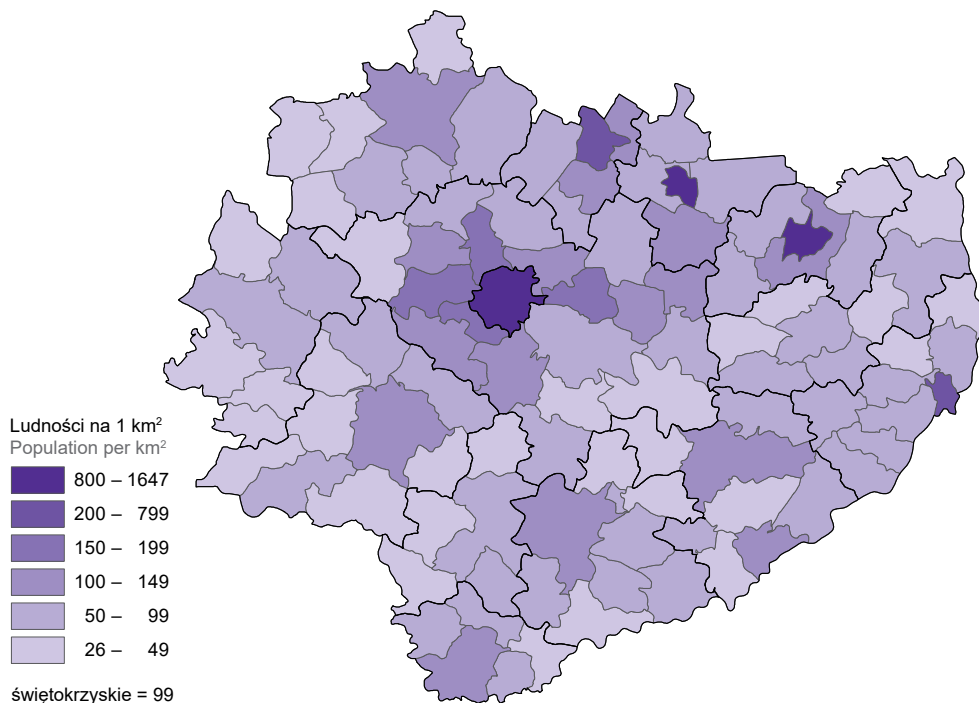 Ludności na 1 km²
Population per km²
800 – 1647
200 – 799
150 – 199
100 – 149
50 – 99
26 – 49
świętokrzyskie = 99